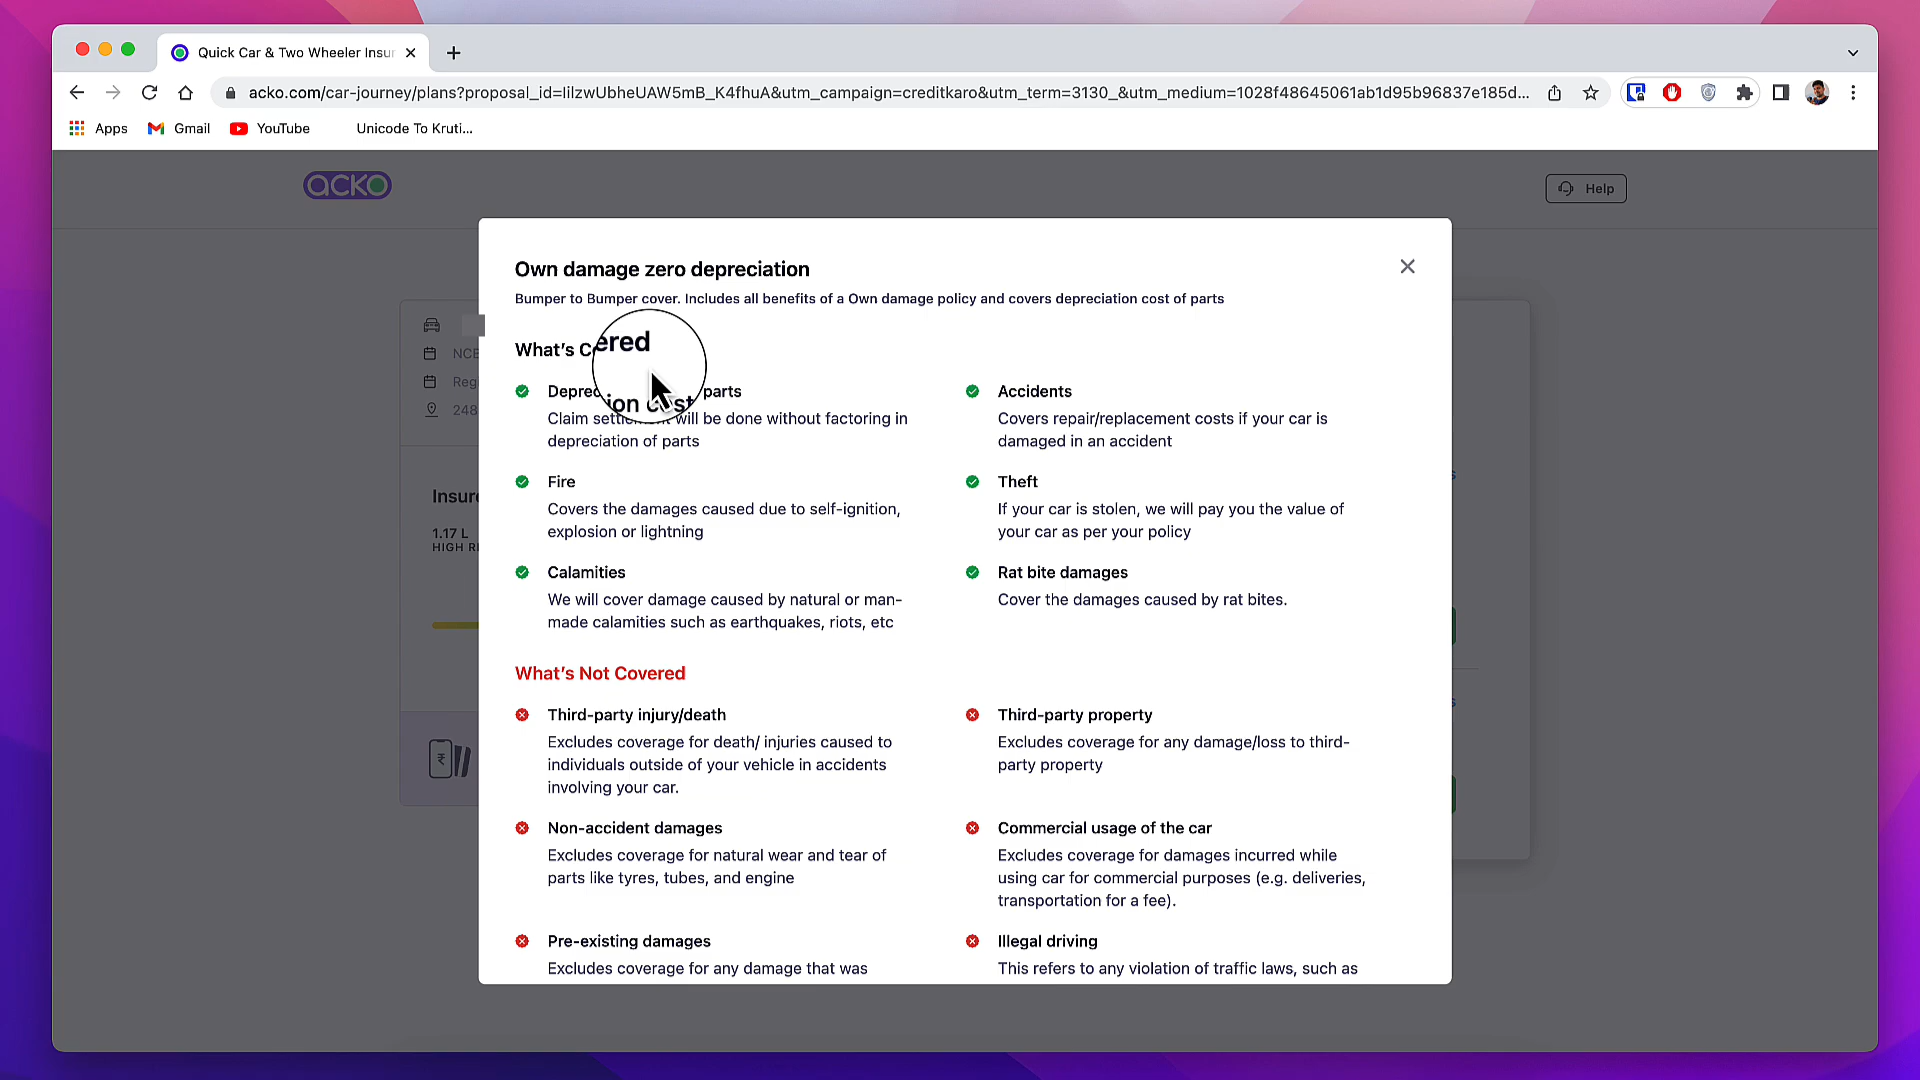 Quick Car & Two Wheeler Insur
acko.com/car-journey/plans?proposal_id=IilzwUbheUAW5mB_K4fhuA&utm_campaign=creditkaro&utm_term=3130_&utm_medium=1028f48645061ab1d95b96837e185d...
Apps Gmail YouTube Unicode To Kruti...
acko
Help
Own damage zero depreciation
Bumper to Bumper cover. Includes all benefits of a Own damage policy and covers depreciation cost of parts
What's C ered
Depre ion cost parts
Claim settlement will be done without factoring in
depreciation of parts
Accidents
Covers repair/replacement costs if your car is
damaged in an accident
Fire
Covers the damages caused due to self-ignition,
explosion or lightning
Theft
If your car is stolen, we will pay you the value of
your car as per your policy
Calamities
We will cover damage caused by natural or man-
made calamities such as earthquakes, riots, etc
Rat bite damages
Cover the damages caused by rat bites.
What's Not Covered
Third-party injury/death
Excludes coverage for death/ injuries caused to
individuals outside of your vehicle in accidents
involving your car.
Third-party property
Excludes coverage for any damage/loss to third-
party property
Non-accident damages
Excludes coverage for natural wear and tear of
parts like tyres, tubes, and engine
Commercial usage of the car
Excludes coverage for damages incurred while
using car for commercial purposes (e.g. deliveries,
transportation for a fee).
Pre-existing damages
Excludes coverage for any damage that was
Illegal driving
This refers to any violation of traffic laws, such as
NCB
Reg
248
Insure
1.17 L
HIGH R